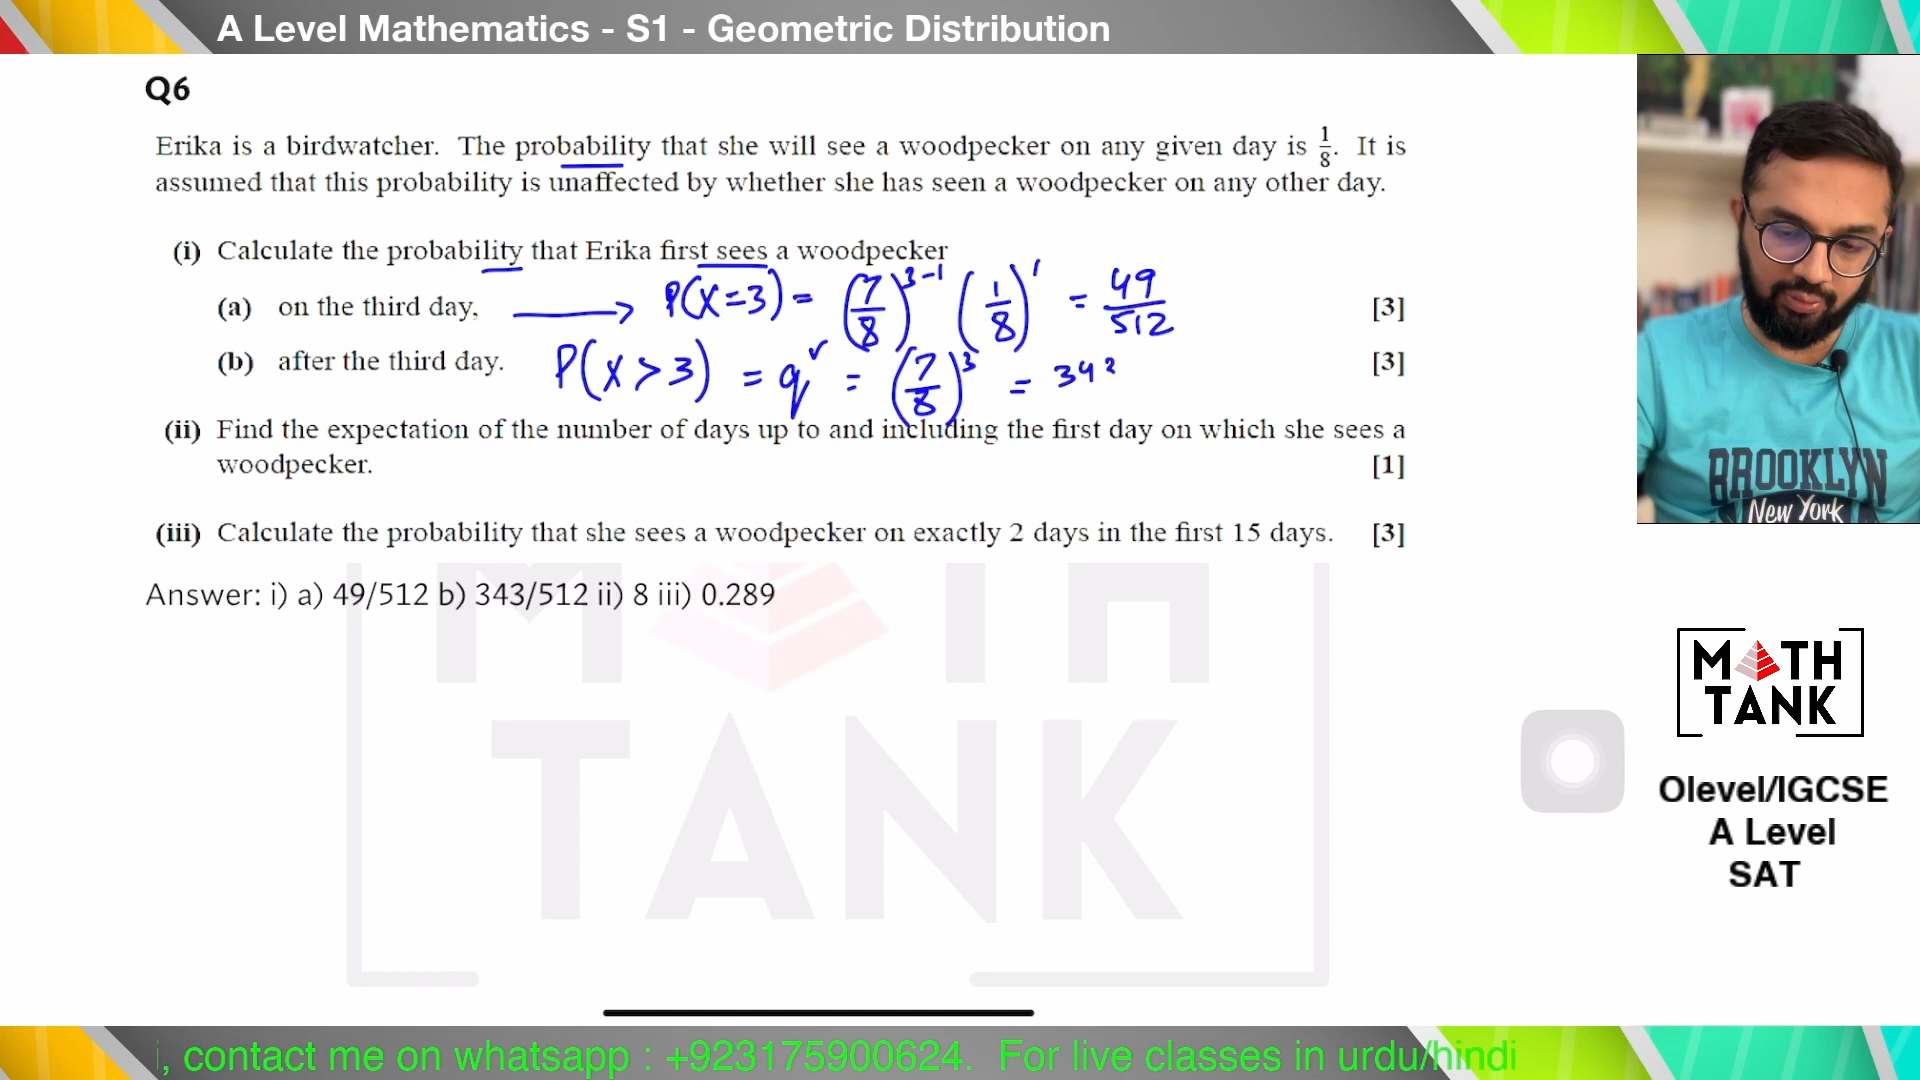 A Level Mathematics - S1 - Geometric Distribution
Q6
Erika is a birdwatcher. The probability that she will see a woodpecker on any given day is 1/8. It is
assumed that this probability is unaffected by whether she has seen a woodpecker on any other day.
(i) Calculate the probability that Erika first sees a woodpecker
(a) on the third day, → P(X=3) = (7/8)^3-1 (1/8)^1 = 49/512 [3]
(b) after the third day. P(X>3) = q^r = (7/8)^3 = 34 [3]
(ii) Find the expectation of the number of days up to and including the first day on which she sees a
woodpecker. [1]
(iii) Calculate the probability that she sees a woodpecker on exactly 2 days in the first 15 days. [3]
Answer: i) a) 49/512 b) 343/512 ii) 8 iii) 0.289
MATH
TANK
BROOKLYN
New York
MATH
TANK
Olevel/IGCSE
A Level
SAT
i, contact me on whatsapp : +923175900624. For live classes in urdu/hindi